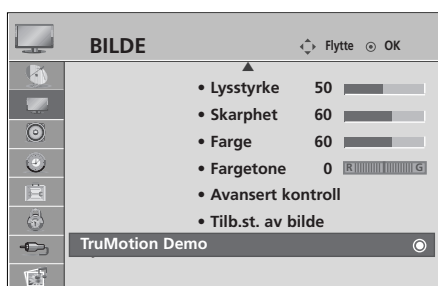 BILDE Flytte OK
• Lysstyrke 50
• Skarphet 60
• Farge 60
• Fargetone 0 R G
• Avansert kontroll
• Tilb.st. av bilde
TruMotion Demo